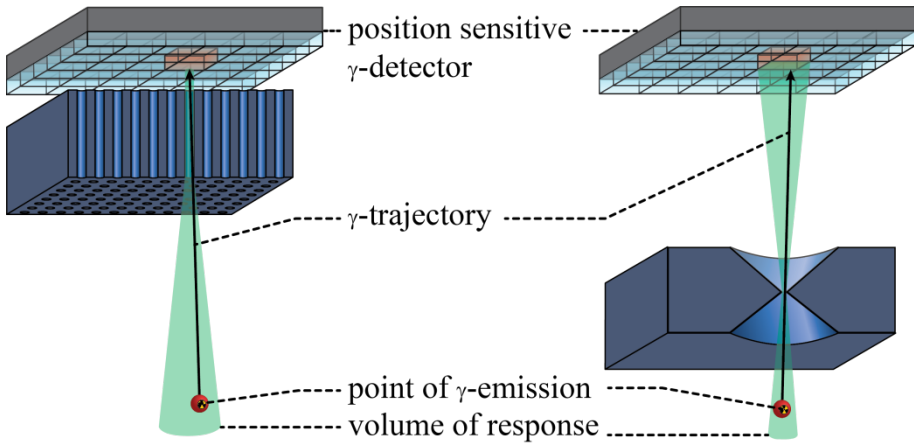 position sensitive
γ-detector
γ-trajectory
point of γ-emission
volume of response